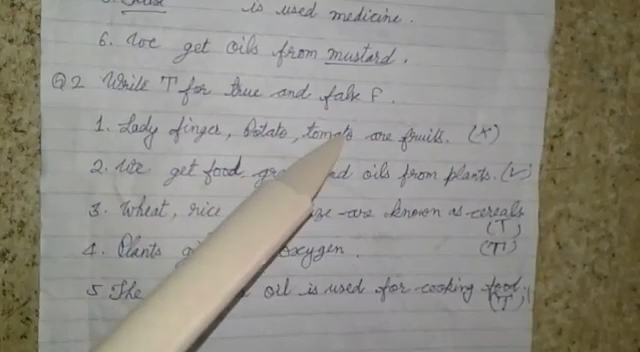 is used medicine.
6. We get oils from mustard.
Q2 Write T for true and false F.
1. Lady finger, Potato, tomato are fruits. (×)
2. We get food oils from plants. (✓)
3. Wheat, rice are known as cereals
(T)
4. Plants oxygen. (T)
5 The oil is used for cooking food.
(T)